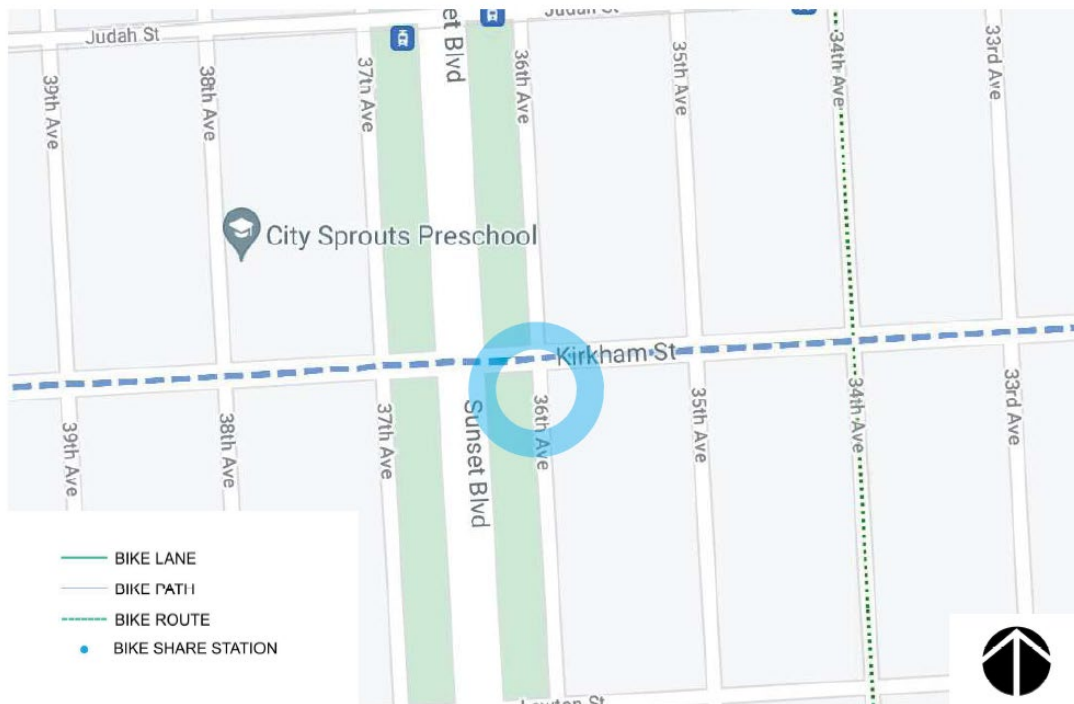 Judah St
et Blvd
Judah St
39th Ave
38th Ave
37th Ave
36th Ave
35th Ave
34th Ave
33rd Ave
City Sprouts Preschool
Kirkham St
39th Ave
38th Ave
37th Ave
Sunset Blvd
36th Ave
35th Ave
34th Ave
33rd Ave
BIKE LANE
BIKE PATH
BIKE ROUTE
BIKE SHARE STATION
Lawton St